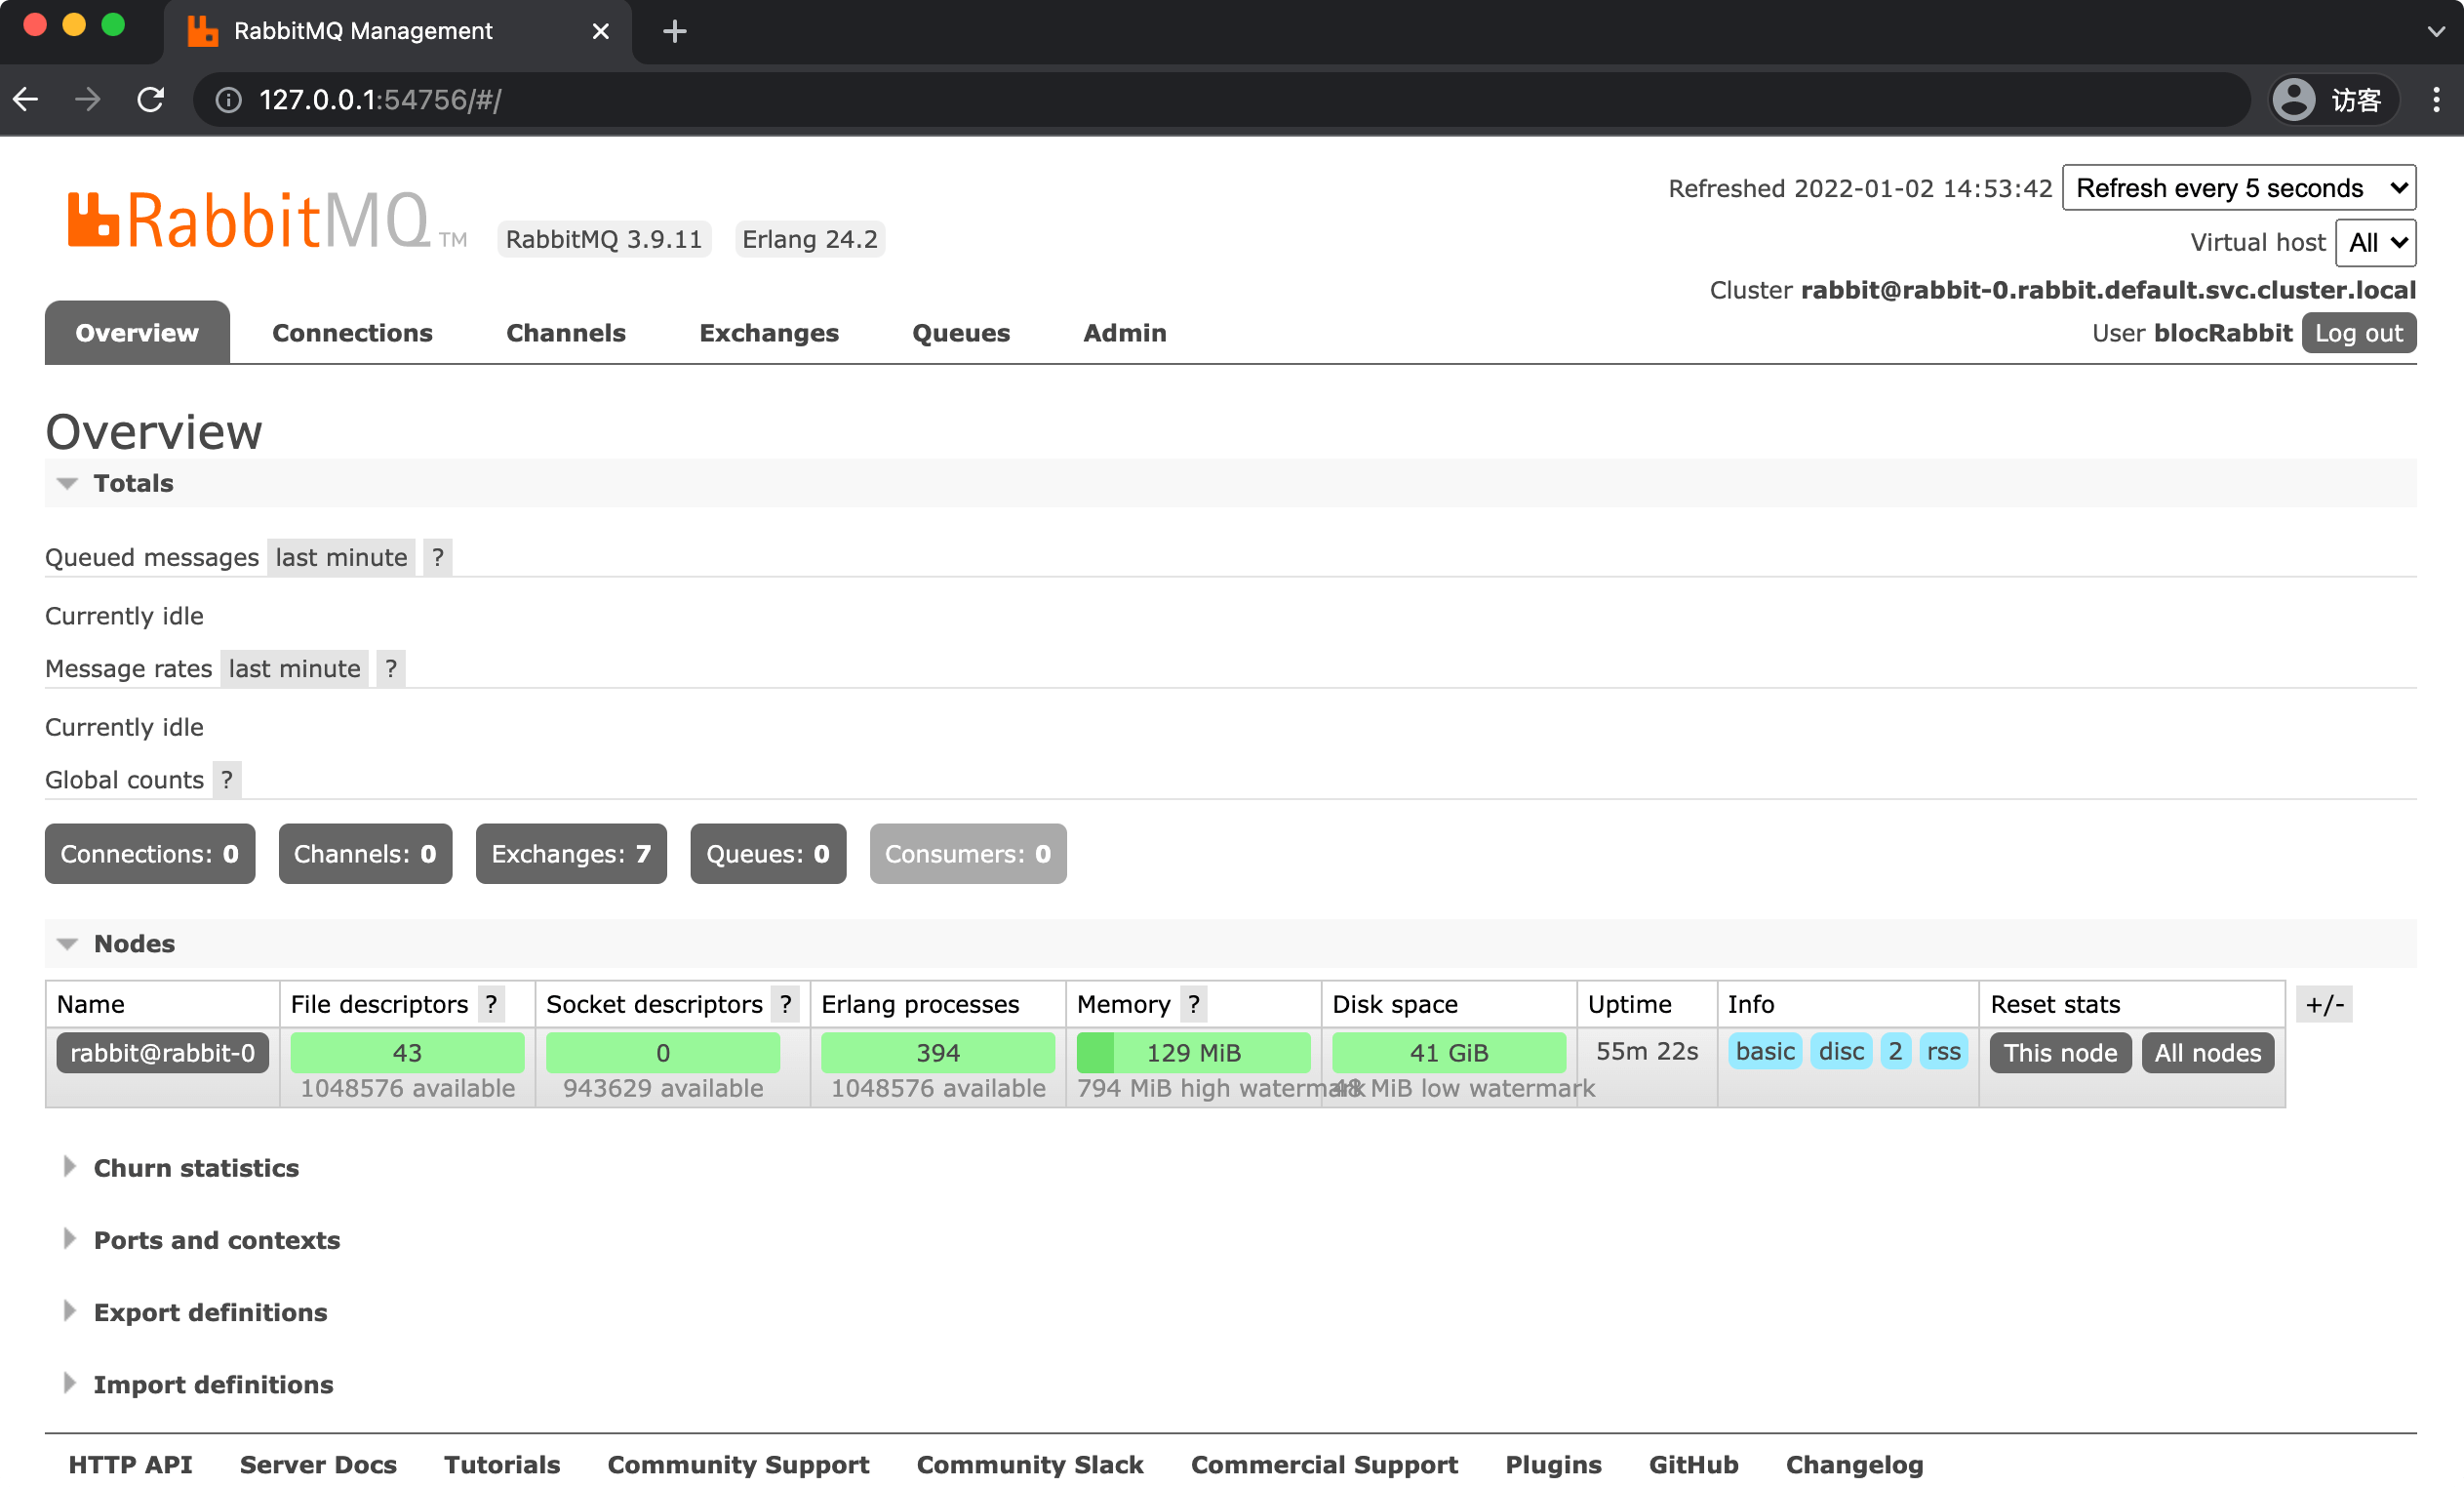 RabbitMQ Management
127.0.0.1:54756/#/
访客
RabbitMQ TM
RabbitMQ 3.9.11 Erlang 24.2
Refreshed 2022-01-02 14:53:42 Refresh every 5 seconds
Virtual host All
Cluster rabbit@rabbit-0.rabbit.default.svc.cluster.local
User blocRabbit Log out
Overview Connections Channels Exchanges Queues Admin
Overview
Totals
Queued messages last minute ?
Currently idle
Message rates last minute ?
Currently idle
Global counts ?
Connections: 0 Channels: 0 Exchanges: 7 Queues: 0 Consumers: 0
Nodes
Name File descriptors ? Socket descriptors ? Erlang processes Memory ? Disk space Uptime Info Reset stats +/-
rabbit@rabbit-0 43 0 394 129 MiB 41 GiB 55m 22s basic disc 2 rss This node All nodes
1048576 available 943629 available 1048576 available 794 MiB high watermark 48 MiB low watermark
Churn statistics
Ports and contexts
Export definitions
Import definitions
HTTP API Server Docs Tutorials Community Support Community Slack Commercial Support Plugins GitHub Changelog